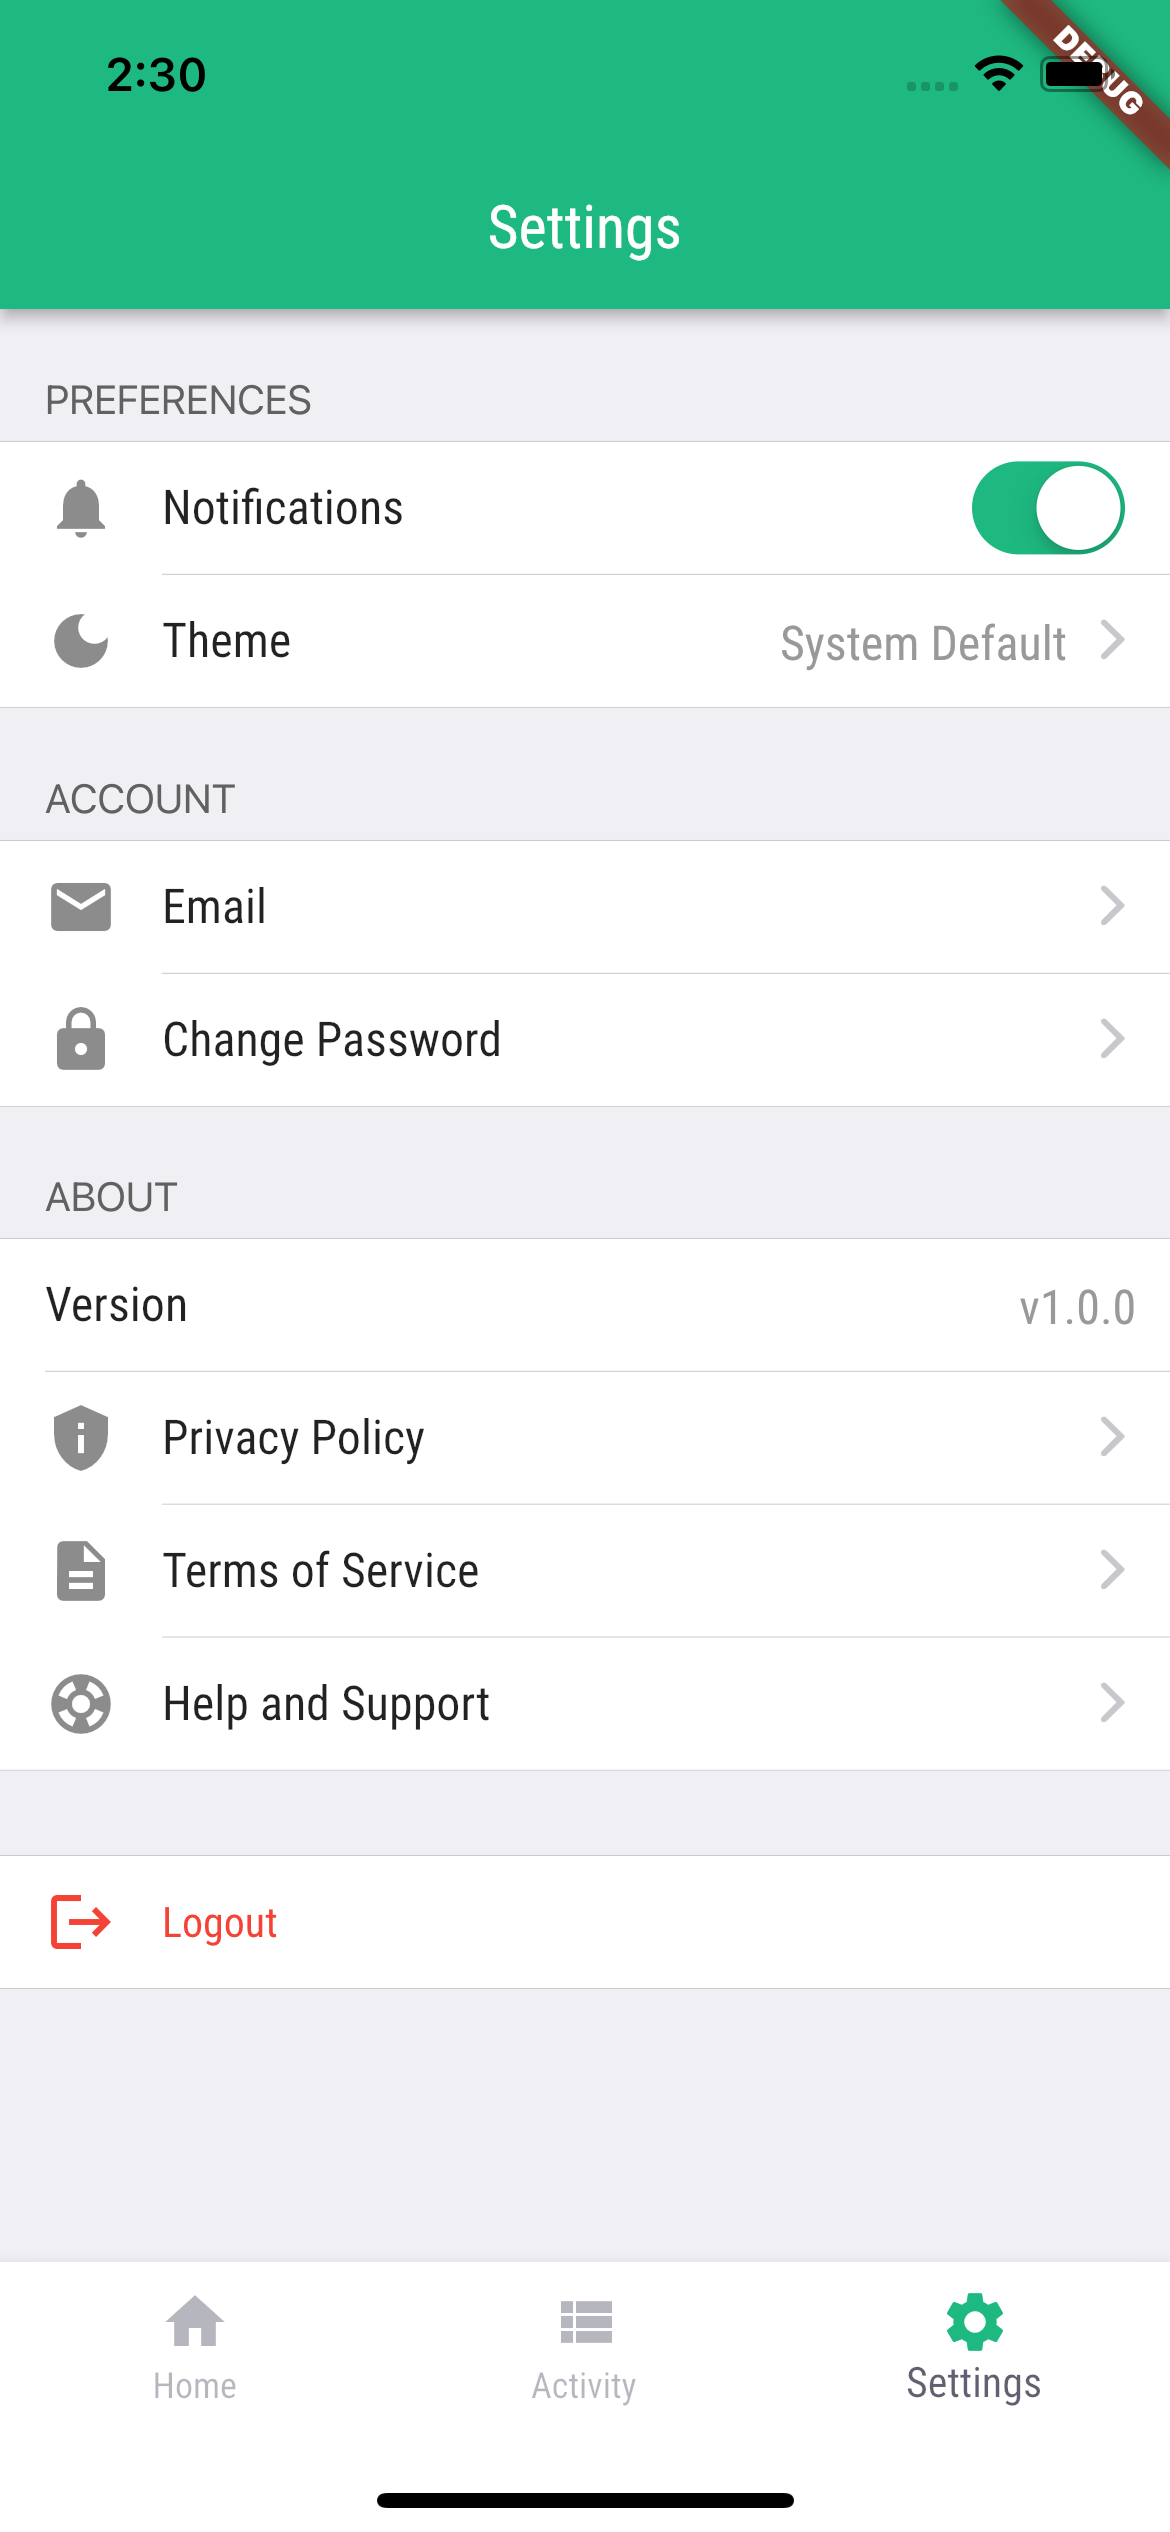 2:30
DEBUG
Settings
PREFERENCES
Notifications
Theme System Default
ACCOUNT
Email
Change Password
ABOUT
Version v1.0.0
Privacy Policy
Terms of Service
Help and Support
Logout
Home Activity Settings